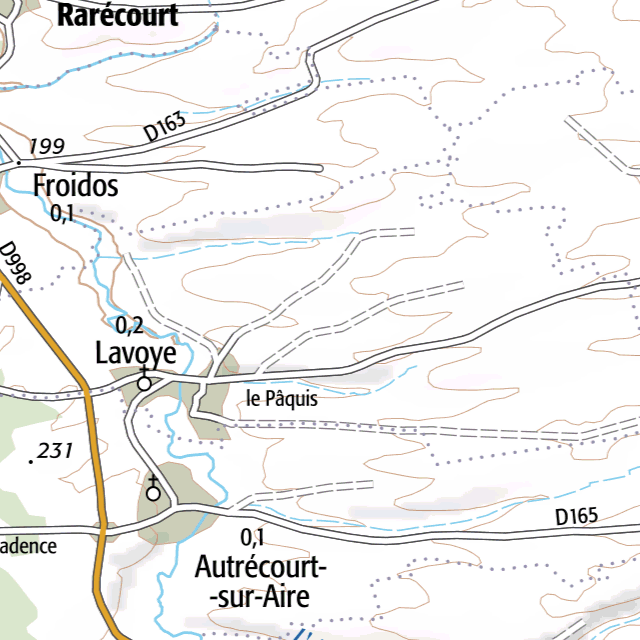 Rarécourt
D163
199
Froidos
0,1
D998
0,2
Lavoye
le Pâquis
231
D165
adence
0,1
Autrécourt-
-sur-Aire